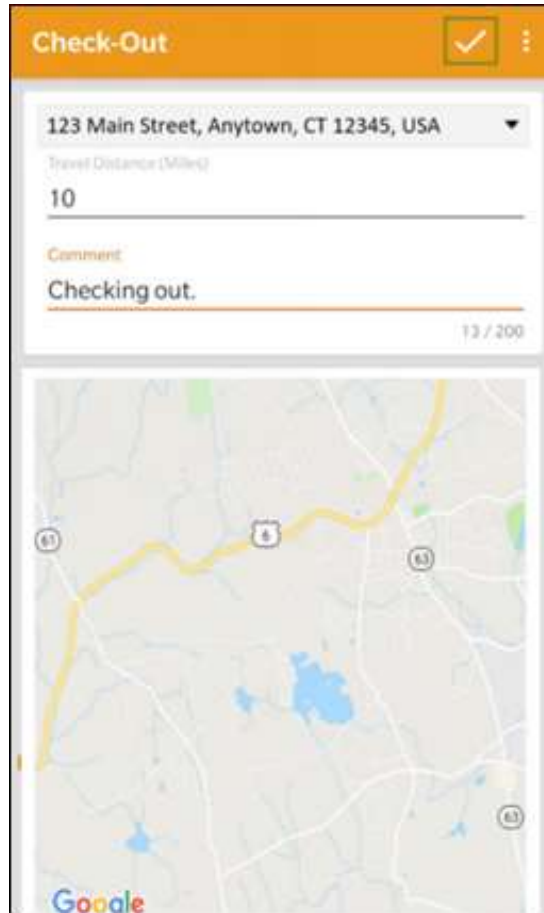 Check-Out
123 Main Street, Anytown, CT 12345, USA
Travel Distance (Miles)
10
Comment
Checking out.
13 / 200
61
6
63
63
Google